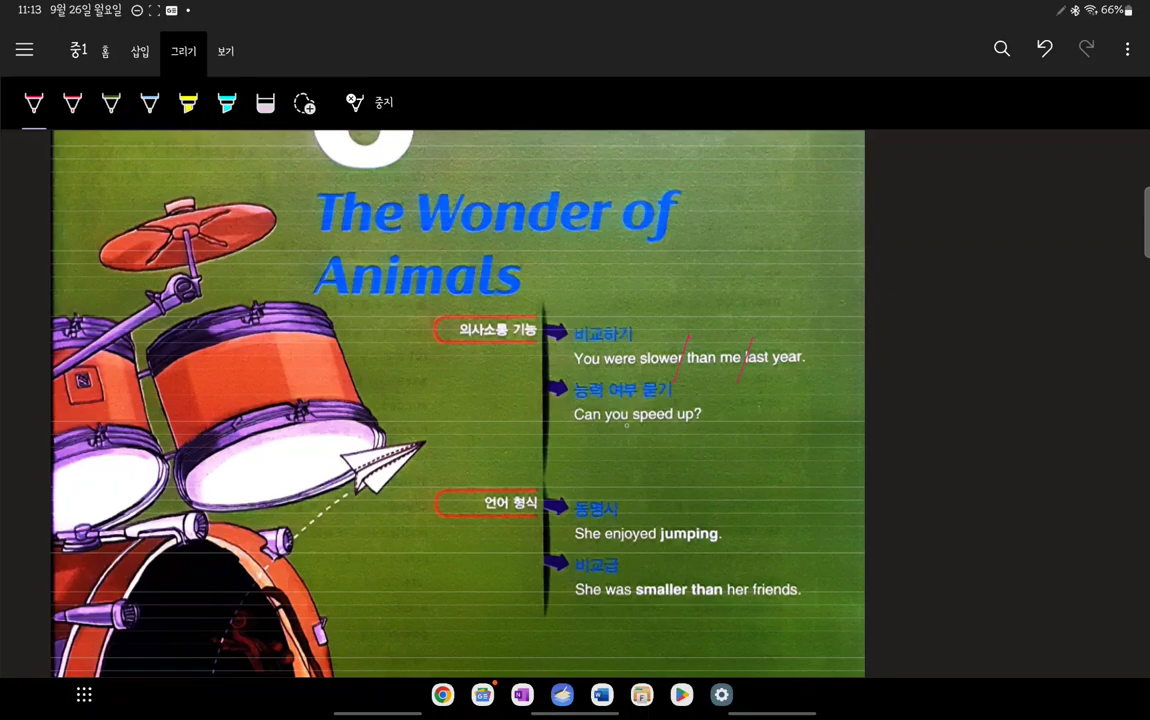 11:13 9월 26일 월요일
66%
중1 홈 삽입 그리기 보기
중지
The Wonder of
Animals
의사소통 기능
비교하기
You were slower than me last year.
능력 여부 묻기
Can you speed up?
언어 형식
동명사
She enjoyed jumping.
비교급
She was smaller than her friends.